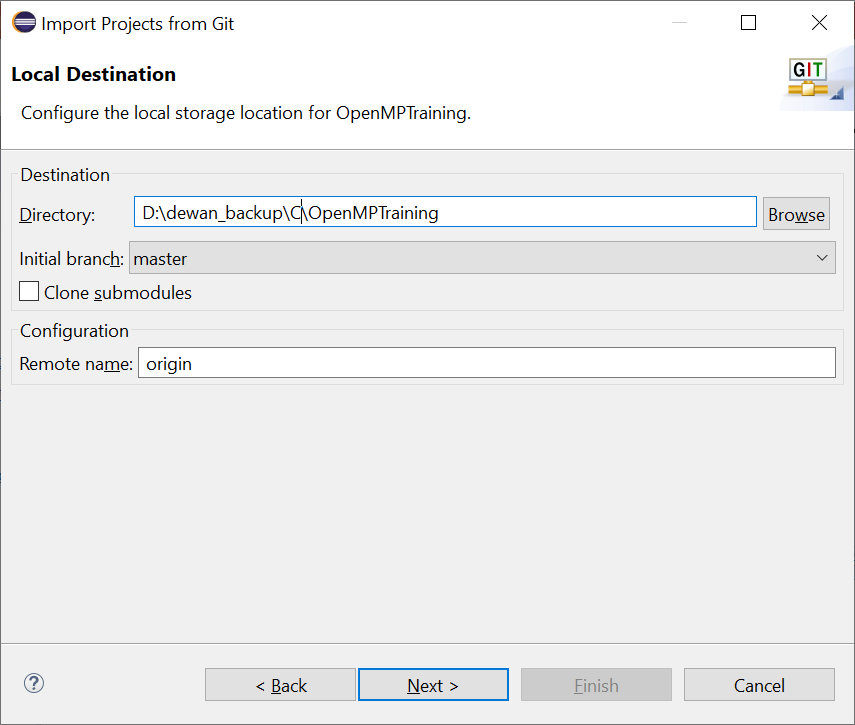 Import Projects from Git
Local Destination
GIT
Configure the local storage location for OpenMPTraining.
Destination
Directory: D:\dewan_backup\C\OpenMPTraining Browse
Initial branch: master
Clone submodules
Configuration
Remote name: origin
? < Back Next > Finish Cancel